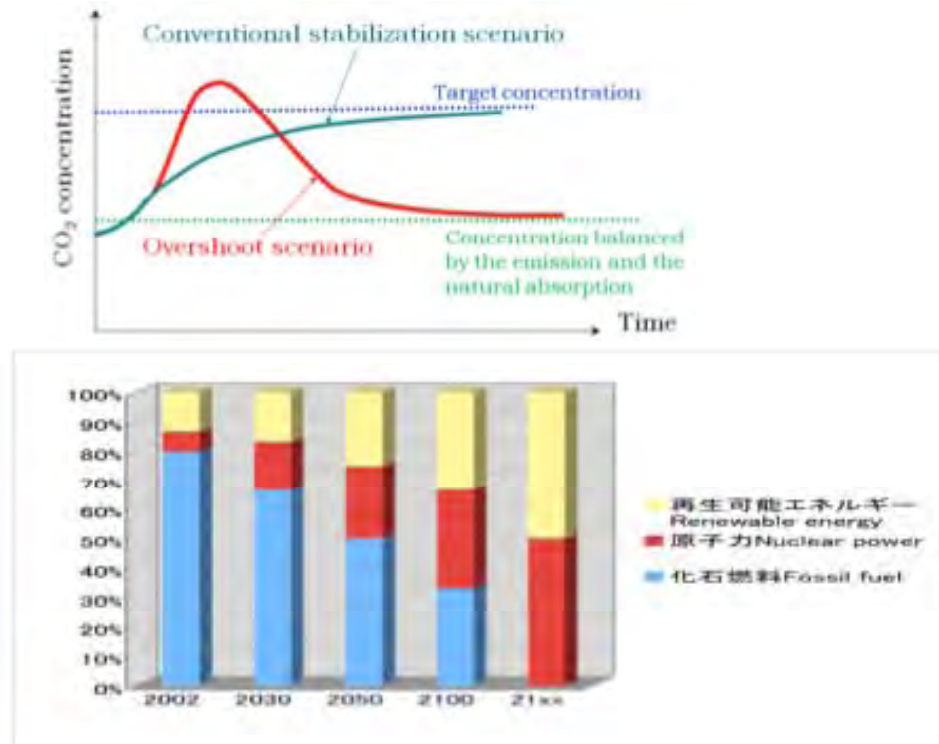 Conventional stabilization scenario
Target concentration
CO₂ concentration
Overshoot scenario
Concentration balanced
by the emission and the
natural absorption
Time
100%
90%
80%
70%
60%
50%
40%
30%
20%
10%
0%
2002 2030 2050 2100 21xx
再生可能エネルギー
Renewable energy
原子力Nuclear power
化石燃料Fossil fuel